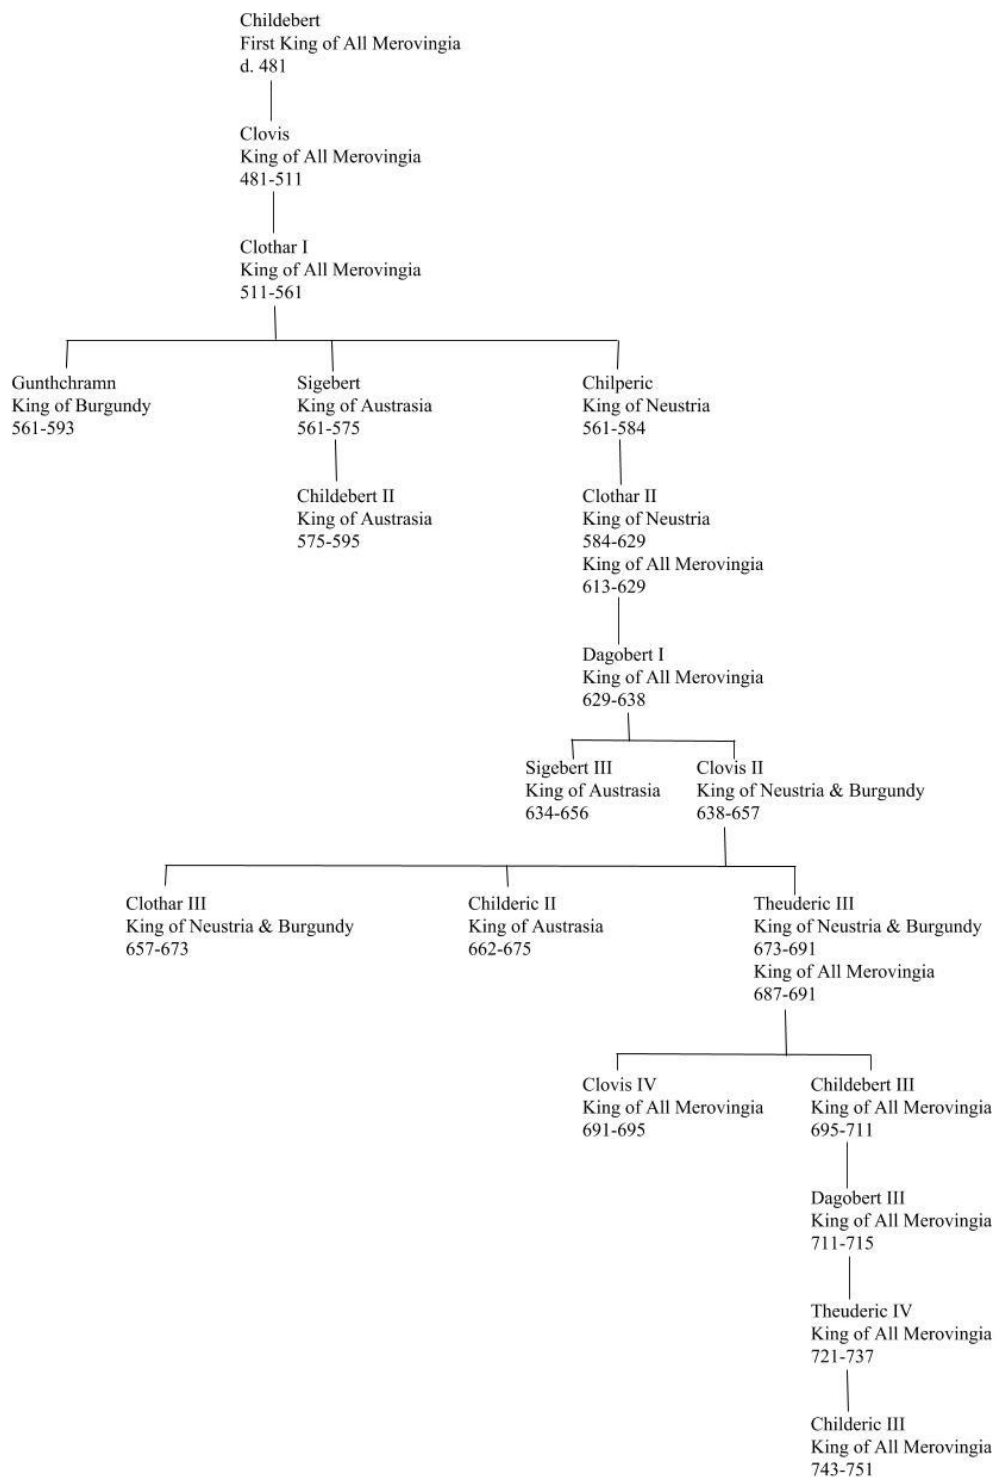 Childebert
First King of All Merovingia
d. 481
Clovis
King of All Merovingia
481-511
Clothar I
King of All Merovingia
511-561
Gunthchramn
King of Burgundy
561-593
Sigebert
King of Austrasia
561-575
Chilperic
King of Neustria
561-584
Childebert II
King of Austrasia
575-595
Clothar II
King of Neustria
584-629
King of All Merovingia
613-629
Dagobert I
King of All Merovingia
629-638
Sigebert III
King of Austrasia
634-656
Clovis II
King of Neustria & Burgundy
638-657
Clothar III
King of Neustria & Burgundy
657-673
Childeric II
King of Austrasia
662-675
Theuderic III
King of Neustria & Burgundy
673-691
King of All Merovingia
687-691
Clovis IV
King of All Merovingia
691-695
Childebert III
King of All Merovingia
695-711
Dagobert III
King of All Merovingia
711-715
Theuderic IV
King of All Merovingia
721-737
Childeric III
King of All Merovingia
743-751